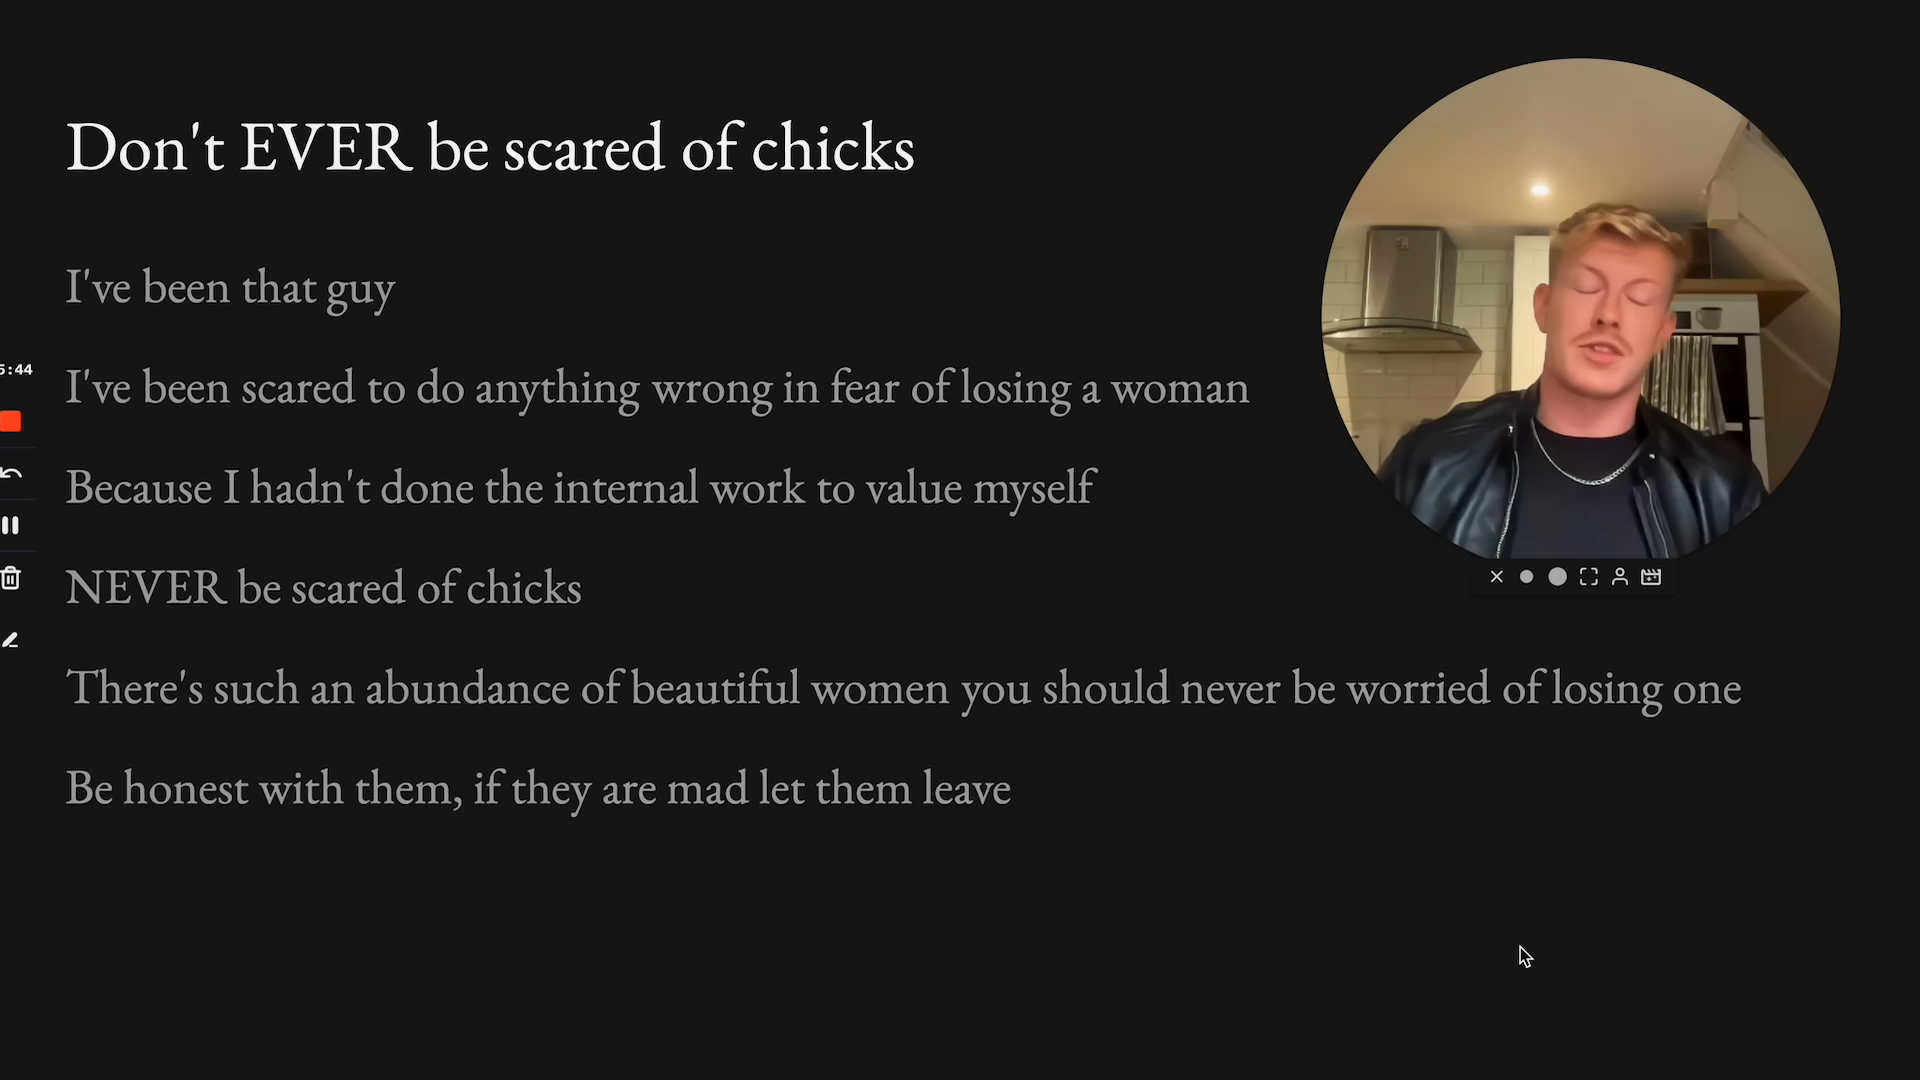 Don't EVER be scared of chicks
I've been that guy
5:44
I've been scared to do anything wrong in fear of losing a woman
Because I hadn't done the internal work to value myself
NEVER be scared of chicks
There's such an abundance of beautiful women you should never be worried of losing one
Be honest with them, if they are mad let them leave